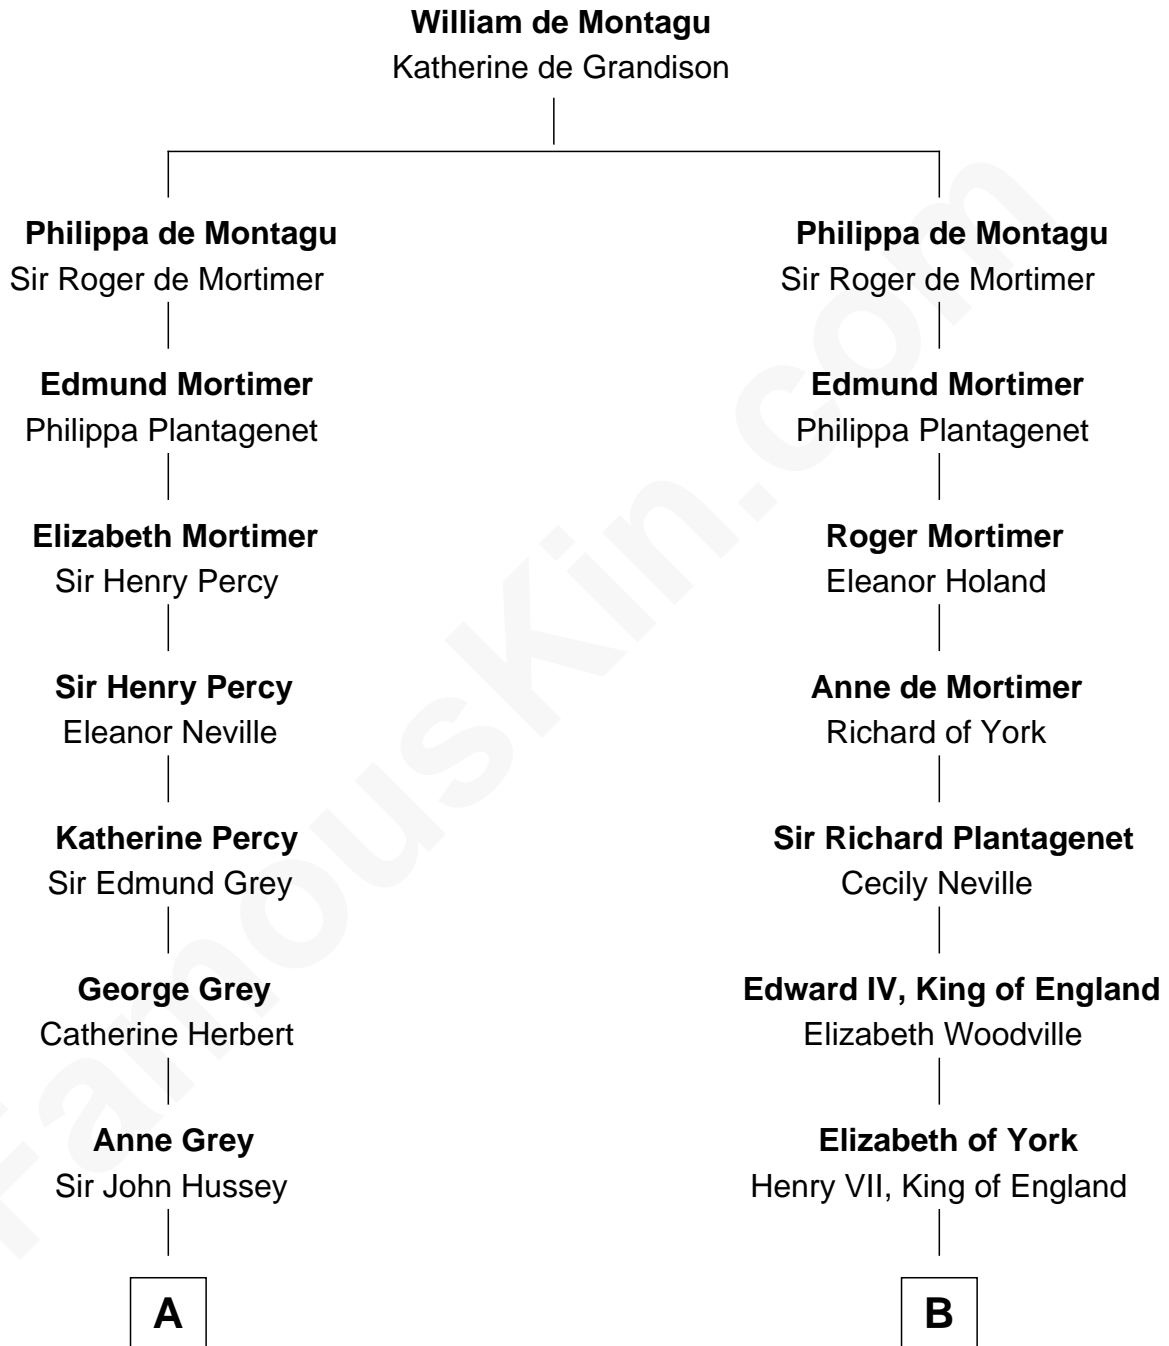 William de Montagu
Katherine de Grandison
Philippa de Montagu
Sir Roger de Mortimer
Edmund Mortimer
Philippa Plantagenet
Elizabeth Mortimer
Sir Henry Percy
Sir Henry Percy
Eleanor Neville
Katherine Percy
Sir Edmund Grey
George Grey
Catherine Herbert
Anne Grey
Sir John Hussey
A
Philippa de Montagu
Sir Roger de Mortimer
Edmund Mortimer
Philippa Plantagenet
Roger Mortimer
Eleanor Holand
Anne de Mortimer
Richard of York
Sir Richard Plantagenet
Cecily Neville
Edward IV, King of England
Elizabeth Woodville
Elizabeth of York
Henry VII, King of England
B
FamousKin.com